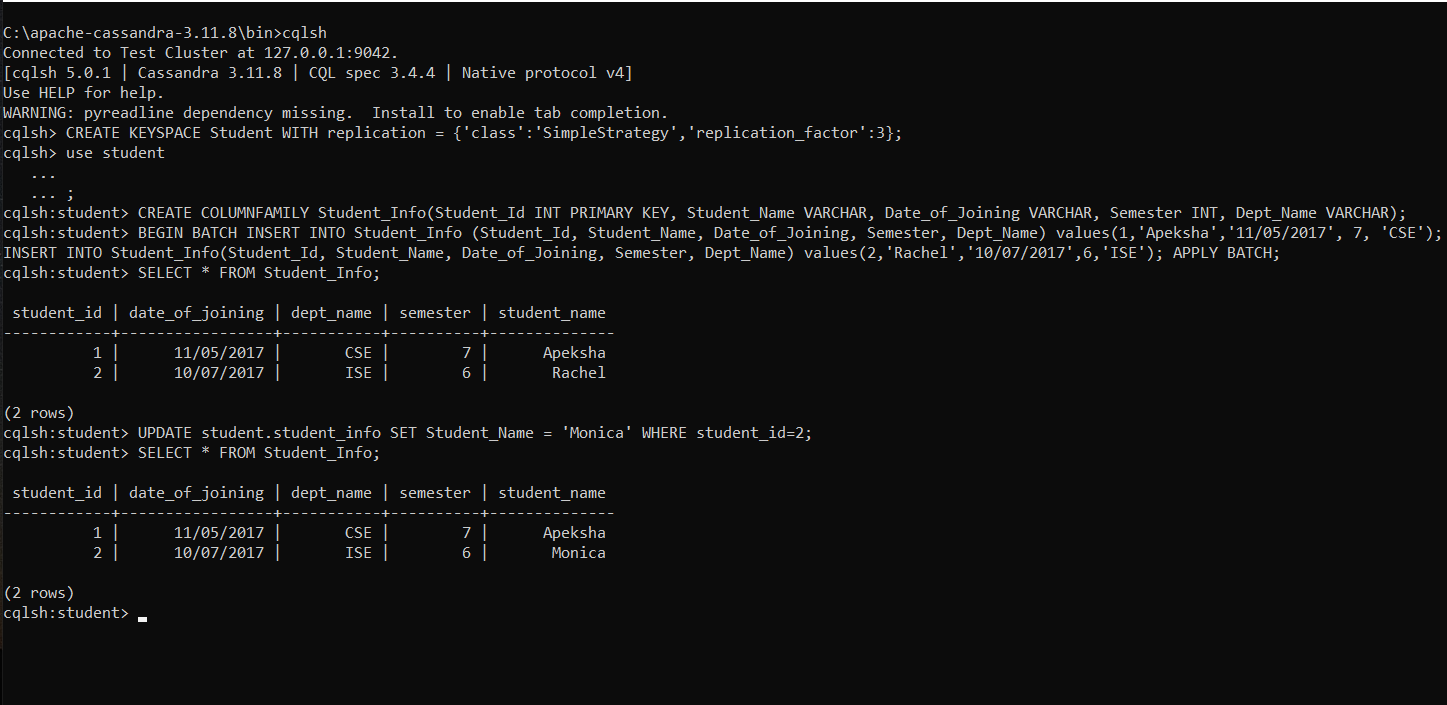 C:\apache-cassandra-3.11.8\bin>cqlsh
Connected to Test Cluster at 127.0.0.1:9042.
[cqlsh 5.0.1 | Cassandra 3.11.8 | CQL spec 3.4.4 | Native protocol v4]
Use HELP for help.
WARNING: pyreadline dependency missing.  Install to enable tab completion.
cqlsh> CREATE KEYSPACE Student WITH replication = {'class':'SimpleStrategy','replication_factor':3};
cqlsh> use student
   ...
   ... ;
cqlsh:student> CREATE COLUMNFAMILY Student_Info(Student_Id INT PRIMARY KEY, Student_Name VARCHAR, Date_of_Joining VARCHAR, Semester INT, Dept_Name VARCHAR);
cqlsh:student> BEGIN BATCH INSERT INTO Student_Info (Student_Id, Student_Name, Date_of_Joining, Semester, Dept_Name) values(1,'Apeksha','11/05/2017', 7, 'CSE');
INSERT INTO Student_Info(Student_Id, Student_Name, Date_of_Joining, Semester, Dept_Name) values(2,'Rachel','10/07/2017',6,'ISE'); APPLY BATCH;
cqlsh:student> SELECT * FROM Student_Info;
 student_id | date_of_joining | dept_name | semester | student_name
------------+-----------------+-----------+----------+--------------
          1 |      11/05/2017 |       CSE |        7 |      Apeksha
          2 |      10/07/2017 |       ISE |        6 |       Rachel
(2 rows)
cqlsh:student> UPDATE student.student_info SET Student_Name = 'Monica' WHERE student_id=2;
cqlsh:student> SELECT * FROM Student_Info;
 student_id | date_of_joining | dept_name | semester | student_name
------------+-----------------+-----------+----------+--------------
          1 |      11/05/2017 |       CSE |        7 |      Apeksha
          2 |      10/07/2017 |       ISE |        6 |       Monica
(2 rows)
cqlsh:student>